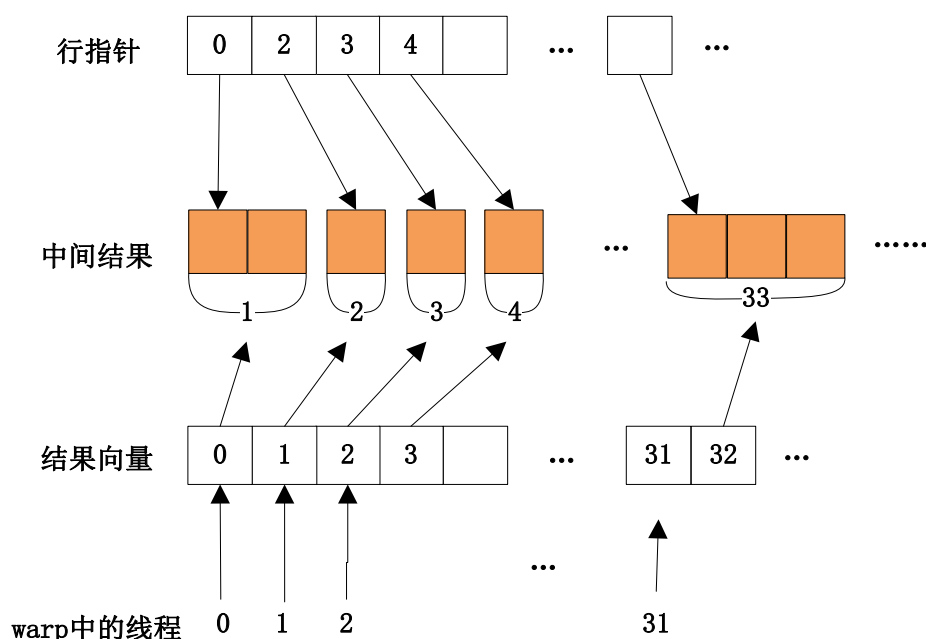 行指针 0 2 3 4 ... ...
中间结果 ... ......
1 2 3 4 33
结果向量 0 1 2 3 ... 31 32 ...
...
warp中的线程 0 1 2 31